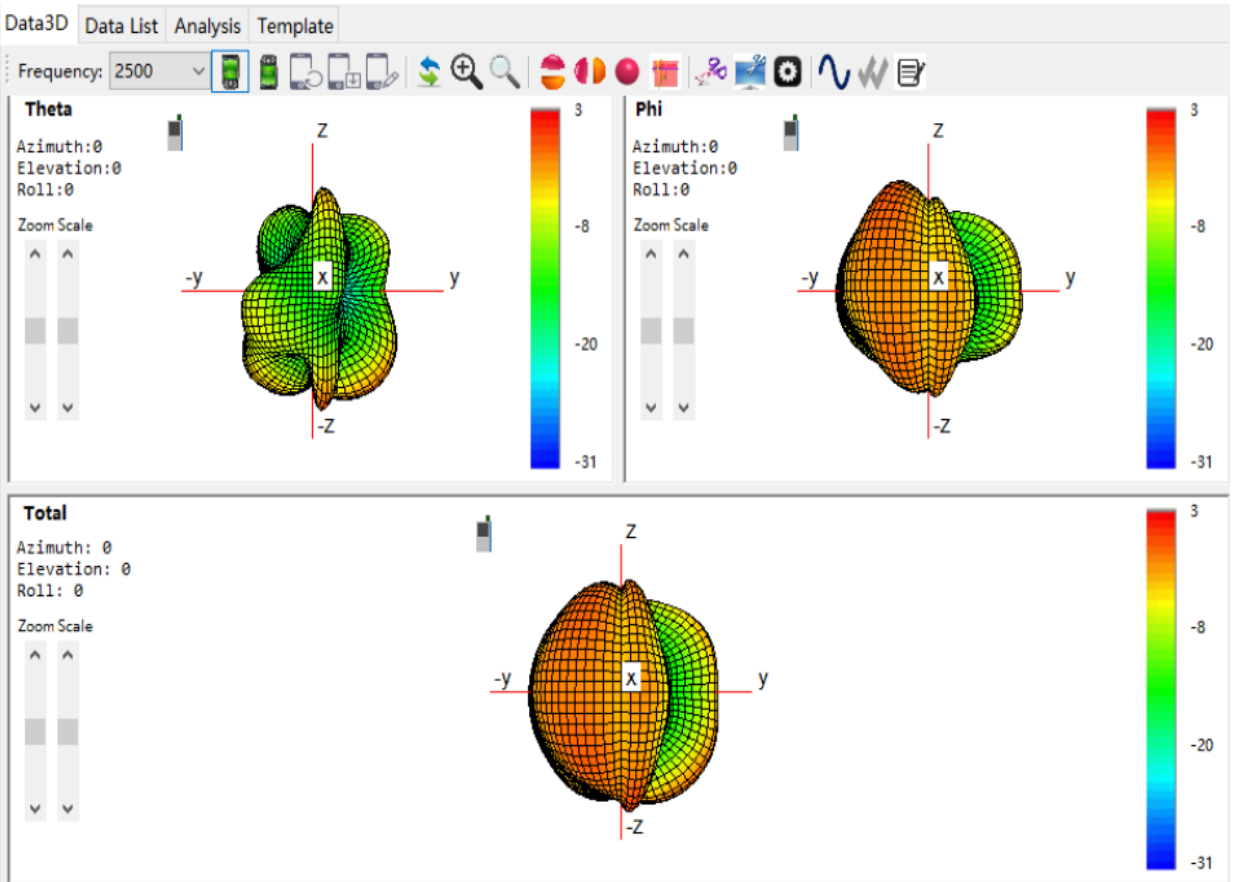 Data3D Data List Analysis Template
Frequency: 2500
Theta
Azimuth:0
Elevation:0
Roll:0
Zoom Scale
Z
-y
x
y
-Z
3
-8
-20
-31
Phi
Azimuth:0
Elevation:0
Roll:0
Zoom Scale
Z
-y
x
y
-Z
3
-8
-20
-31
Total
Azimuth: 0
Elevation: 0
Roll: 0
Zoom Scale
Z
-y
x
y
-Z
3
-8
-20
-31